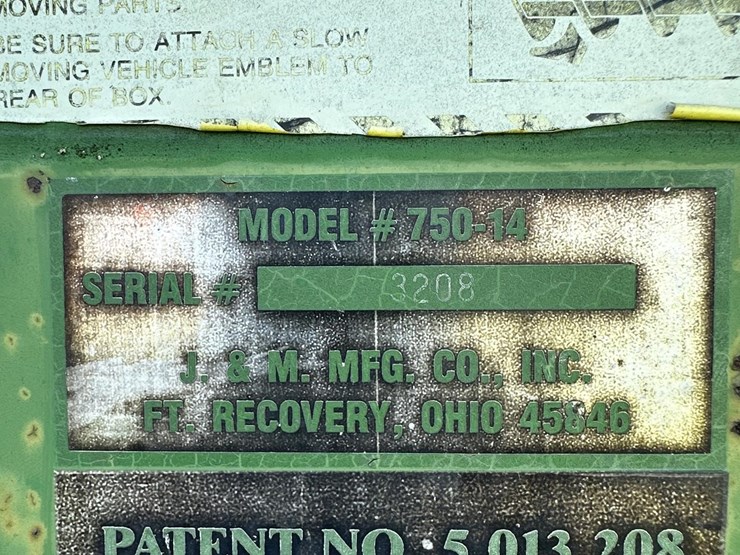 MOVING PARTS.
BE SURE TO ATTACH A SLOW
MOVING VEHICLE EMBLEM TO
REAR OF BOX.
MODEL # 750-14
SERIAL # 3208
J. & M. MFG. CO., INC.
FT. RECOVERY, OHIO 45846
PATENT NO. 5,013,208